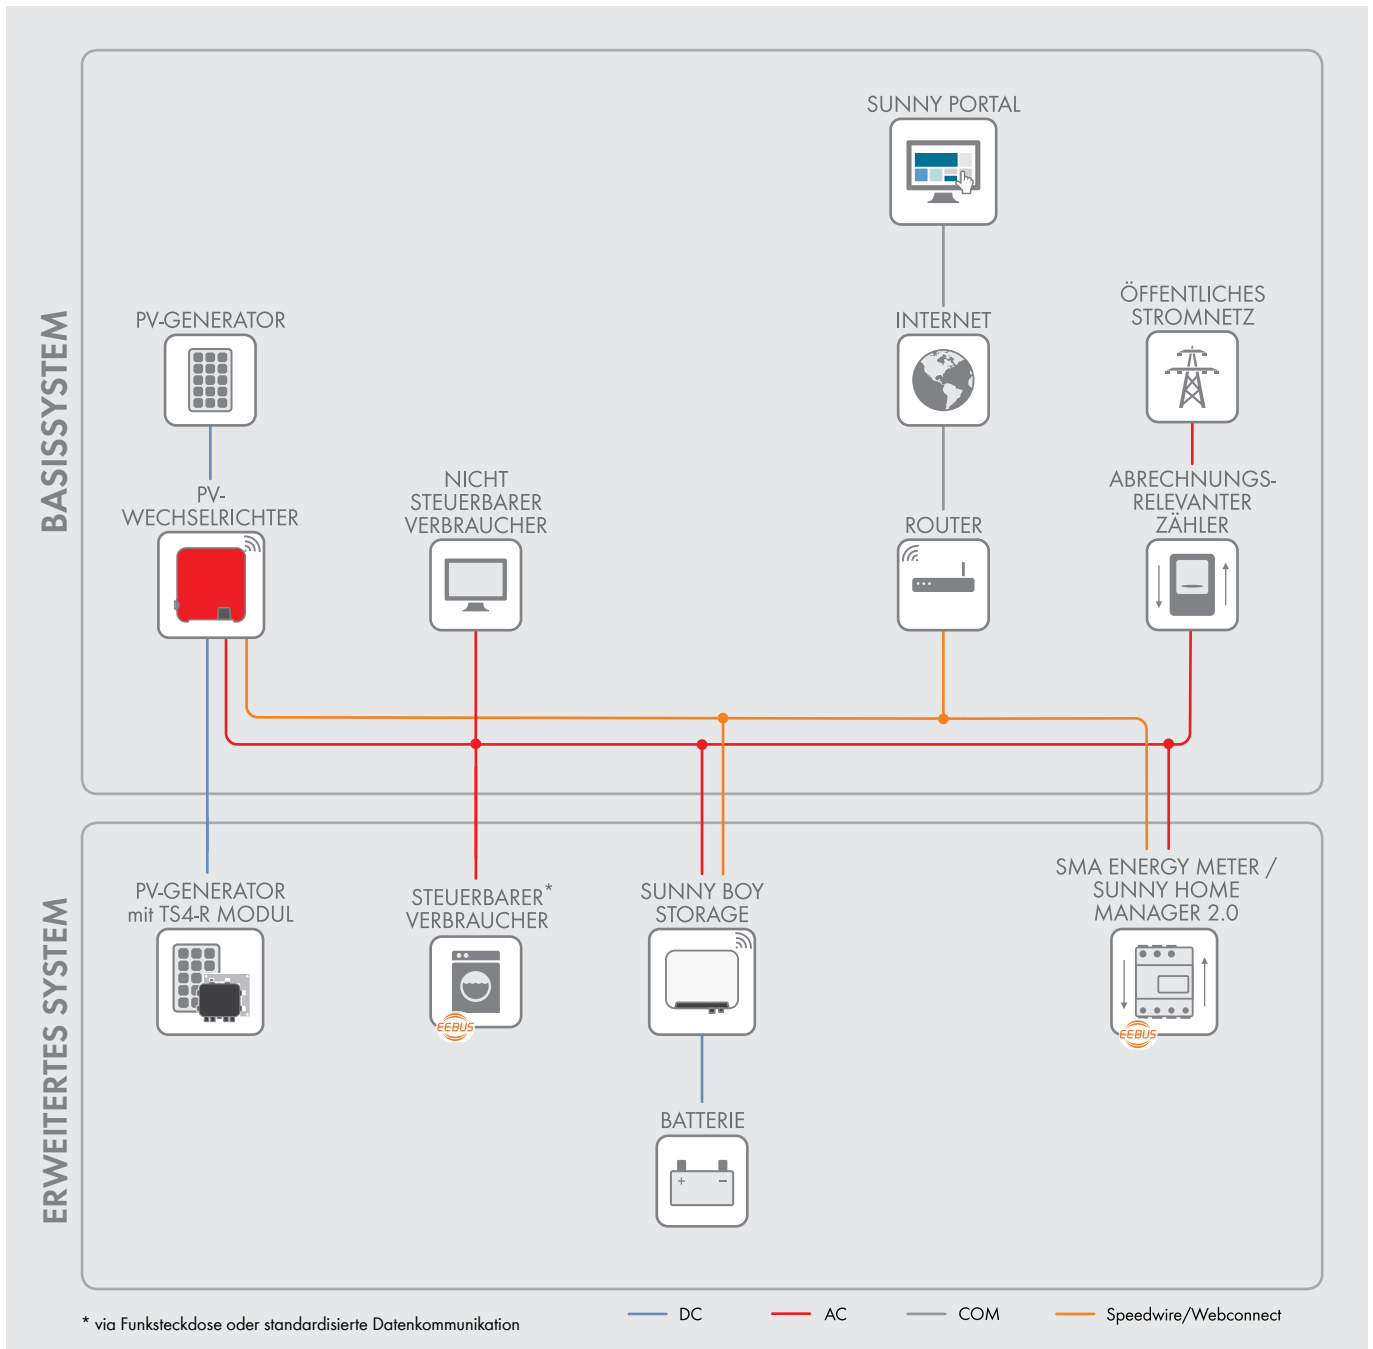 BASISSYSTEM
SUNNY PORTAL
PV-GENERATOR
INTERNET
ÖFFENTLICHES
STROMNETZ
PV-
WECHSELRICHTER
NICHT
STEUERBARER
VERBRAUCHER
ROUTER
ABRECHNUNGS-
RELEVANTER
ZÄHLER
ERWEITERTES SYSTEM
PV-GENERATOR
mit TS4-R MODUL
STEUERBARER*
VERBRAUCHER
EEBUS
SUNNY BOY
STORAGE
SMA ENERGY METER /
SUNNY HOME
MANAGER 2.0
EEBUS
BATTERIE
+ −
* via Funksteckdose oder standardisierte Datenkommunikation
DC
AC
COM
Speedwire/Webconnect